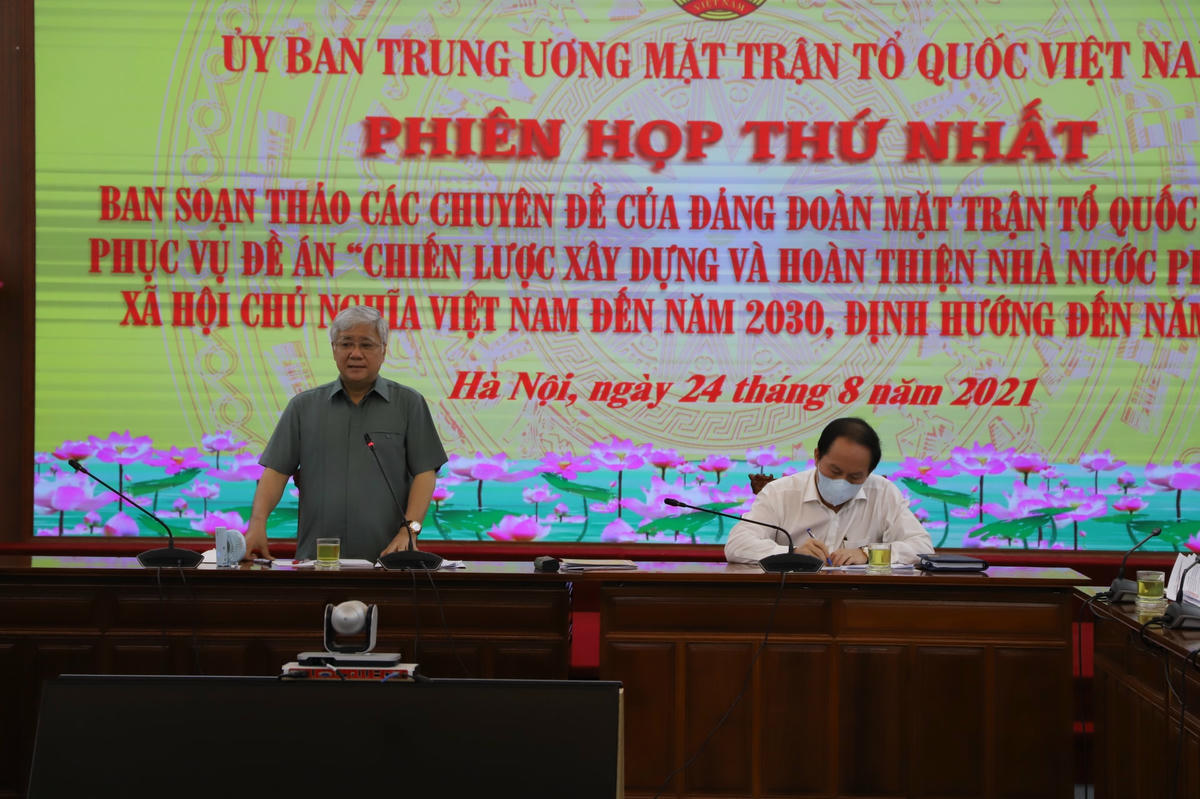 VIỆT NAM
ỦY BAN TRUNG ƯƠNG MẶT TRẬN TỔ QUỐC VIỆT NA
PHIÊN HỌP THỨ NHẤT
BAN SOẠN THẢO CÁC CHUYÊN ĐỀ CỦA ĐẢNG ĐOÀN MẶT TRẬN TỔ QUỐC
PHỤC VỤ ĐỀ ÁN “CHIẾN LƯỢC XÂY DỰNG VÀ HOÀN THIỆN NHÀ NƯỚC P
XÃ HỘI CHỦ NGHĨA VIỆT NAM ĐẾN NĂM 2030, ĐỊNH HƯỚNG ĐẾN NĂ
Hà Nội, ngày 24 tháng 8 năm 2021